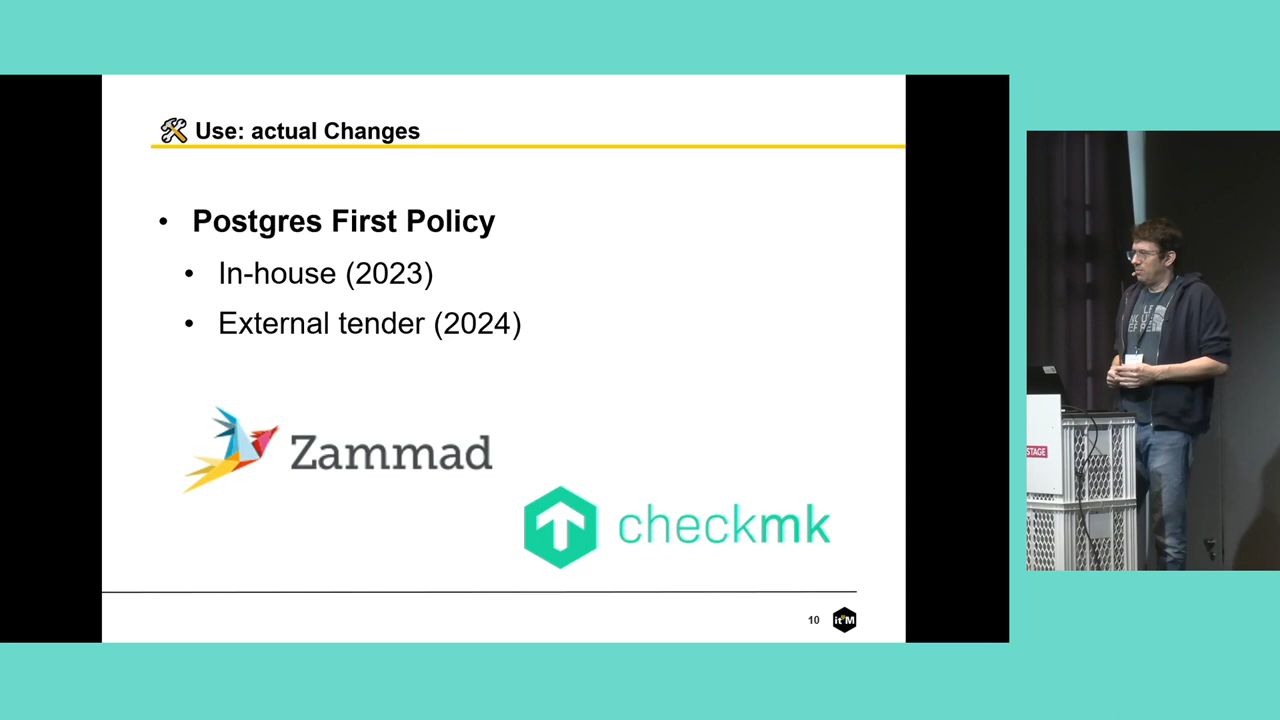 Use: actual Changes
• Postgres First Policy
• In-house (2023)
• External tender (2024)
Zammad
checkmk
10
it@M
STAGE